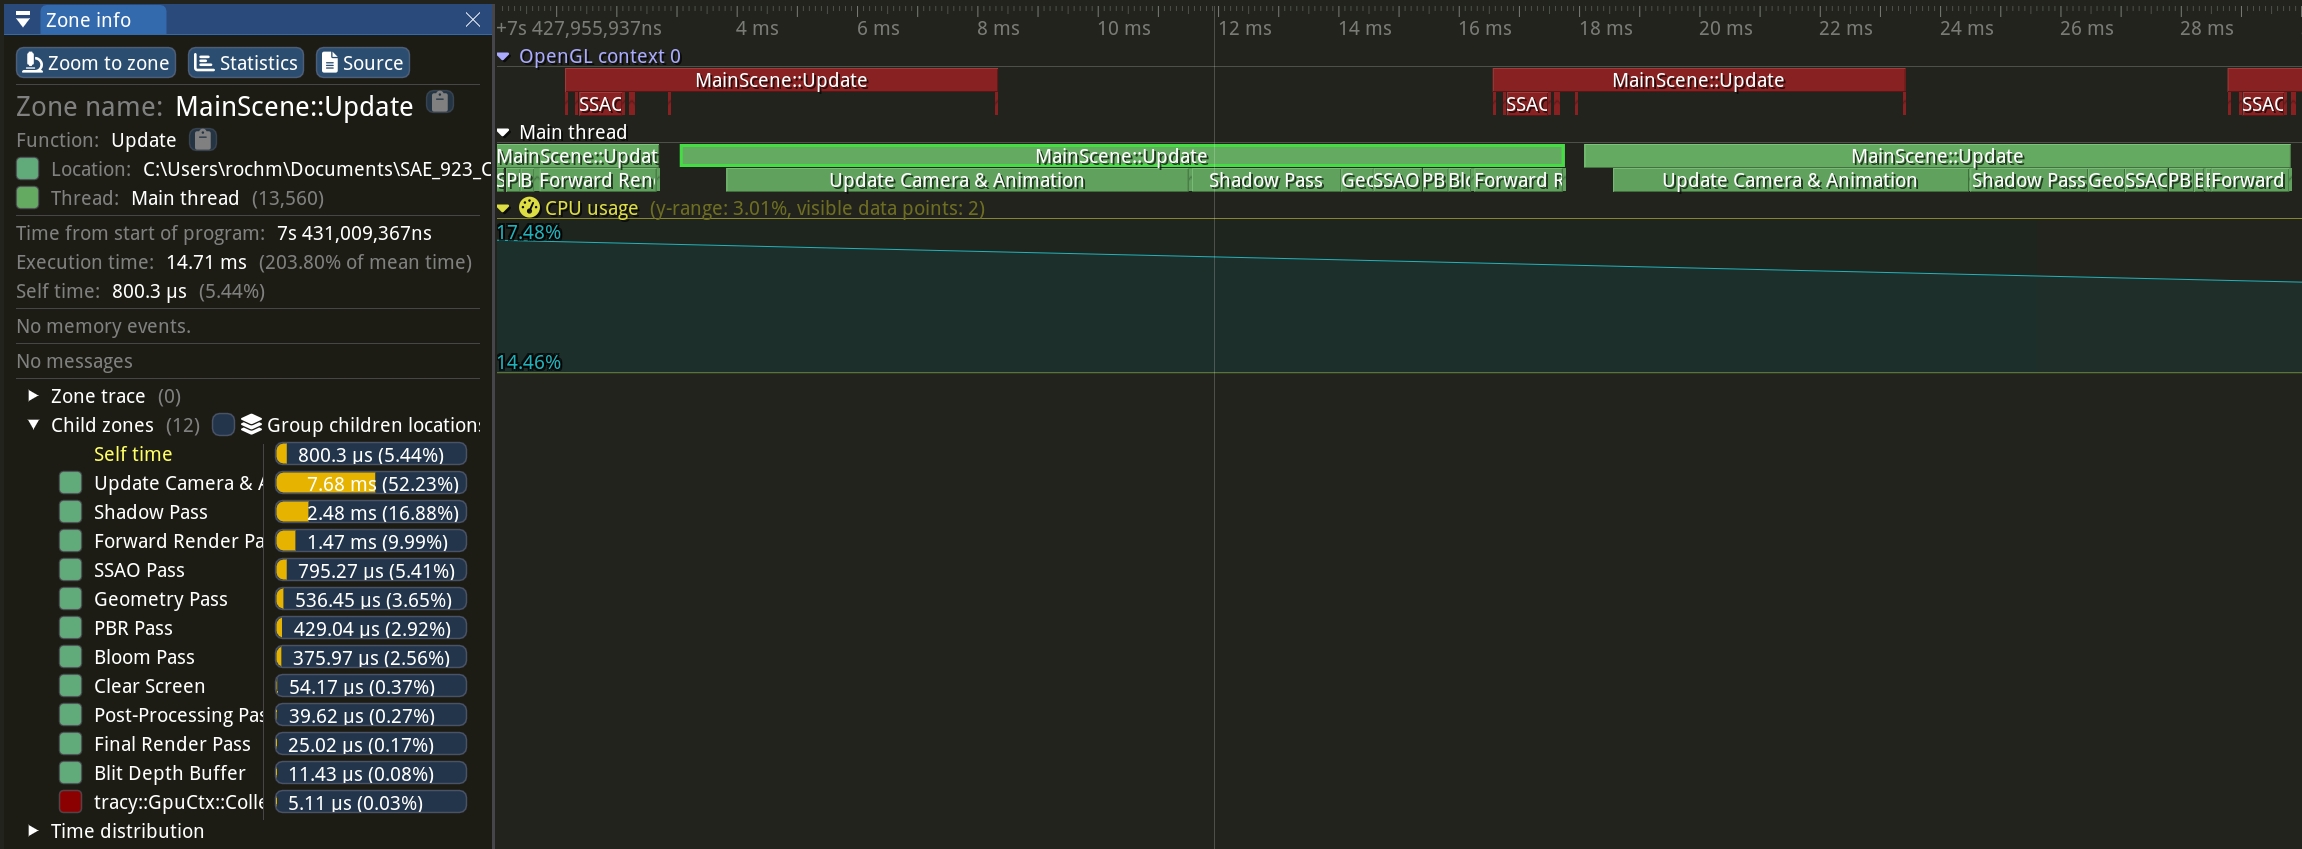 Zone info
Zoom to zone Statistics Source
Zone name: MainScene::Update
Function: Update
Location: C:\Users\rochm\Documents\SAE_923_C
Thread: Main thread (13,560)
Time from start of program: 7s 431,009,367ns
Execution time: 14.71 ms (203.80% of mean time)
Self time: 800.3 µs (5.44%)
No memory events.
No messages
Zone trace (0)
Child zones (12) Group children locations
Self time 800.3 µs (5.44%)
Update Camera & A 7.68 ms (52.23%)
Shadow Pass 2.48 ms (16.88%)
Forward Render Pa 1.47 ms (9.99%)
SSAO Pass 795.27 µs (5.41%)
Geometry Pass 536.45 µs (3.65%)
PBR Pass 429.04 µs (2.92%)
Bloom Pass 375.97 µs (2.56%)
Clear Screen 54.17 µs (0.37%)
Post-Processing Pas 39.62 µs (0.27%)
Final Render Pass 25.02 µs (0.17%)
Blit Depth Buffer 11.43 µs (0.08%)
tracy::GpuCtx::Colle 5.11 µs (0.03%)
Time distribution
+7s 427,955,937ns 4 ms 6 ms 8 ms 10 ms 12 ms 14 ms 16 ms 18 ms 20 ms 22 ms 24 ms 26 ms 28 ms
OpenGL context 0
MainScene::Update MainScene::Update
SSAC SSAC SSAC
Main thread
MainScene::Updat MainScene::Update MainScene::Update
Forward Ren Update Camera & Animation Shadow Pass Geo SSAO PB Blo Forward R Update Camera & Animation Shadow Pass Geo SSAC PB Forward
CPU usage (y-range: 3.01%, visible data points: 2)
17.48%
14.46%